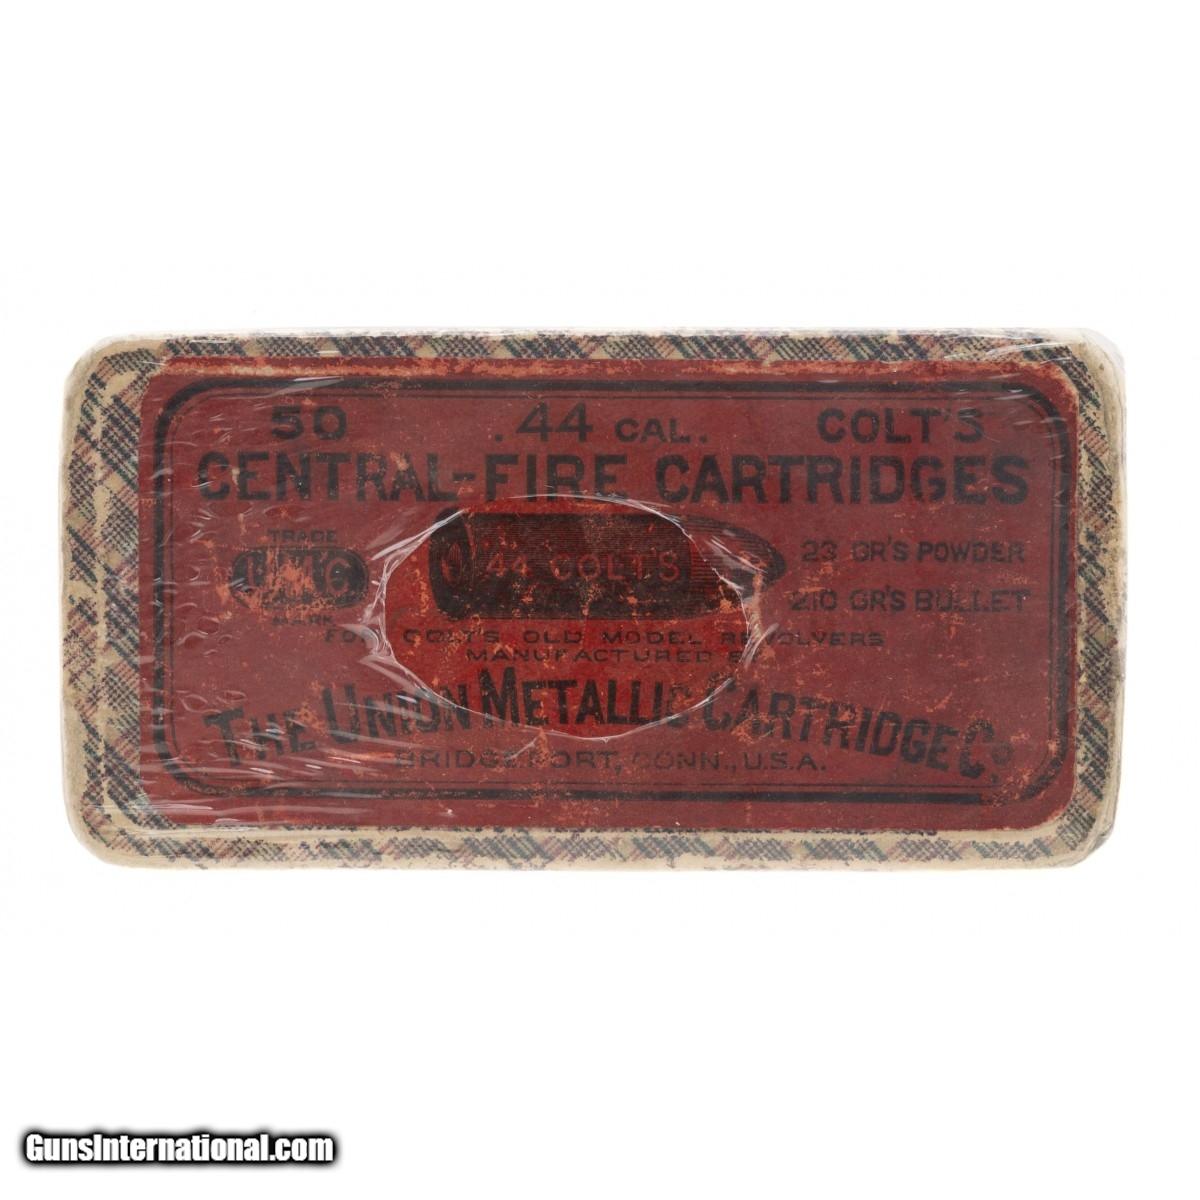 50 .44 CAL. COLT'S
CENTRAL-FIRE CARTRIDGES
TRADE
U.M.C
MARK
44 COLT'S
23 GR'S POWDER
210 GR'S BULLET
FOR COLT'S OLD MODEL REVOLVERS
MANUFACTURED BY
THE UNION METALLIC CARTRIDGE Co
BRIDGEPORT, CONN., U.S.A.
GunsInternational.com